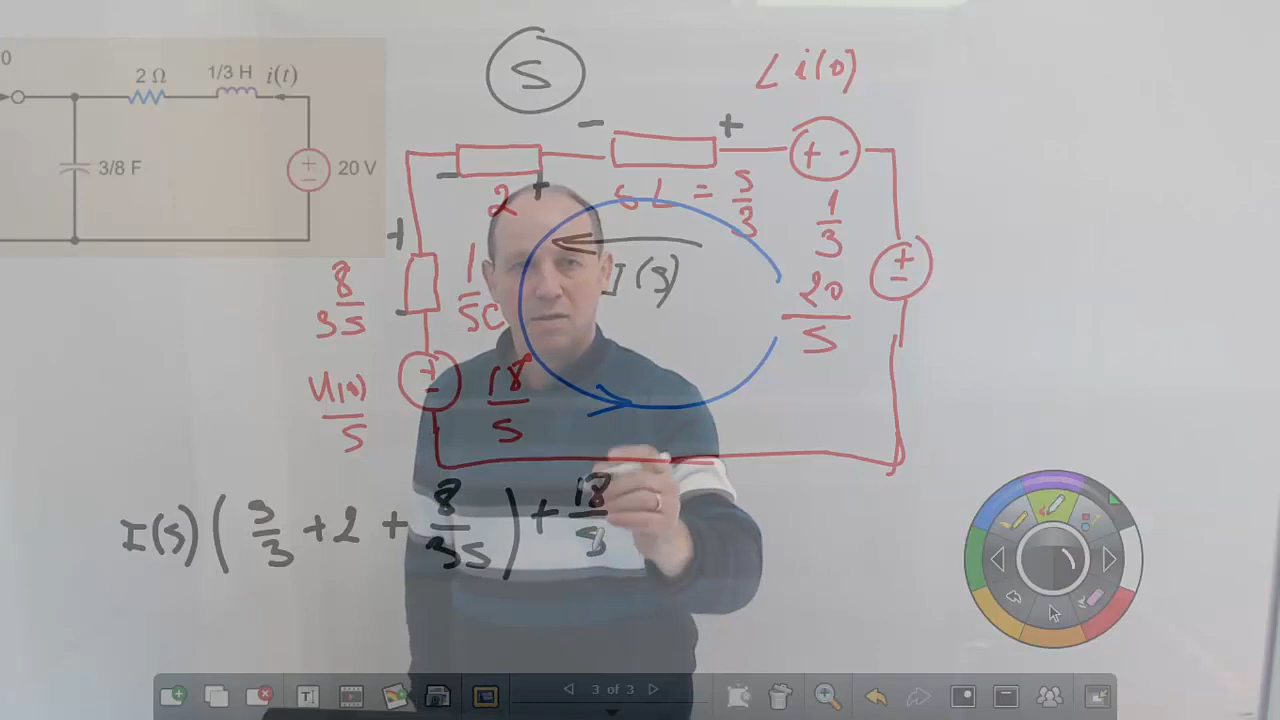 0
2 Ω
1/3 H
i(t)
3/8 F
+
-
20 V
S
L i(0)
- +
+ -
- +
2
SL = S/3
1/3
+
-
+
-
8/3S
1/SC
I(S)
20/S
+
-
U(0)/S
18/S
I(S) ( S/3 + 2 + 8/3S ) + 18/S
T
3 of 3